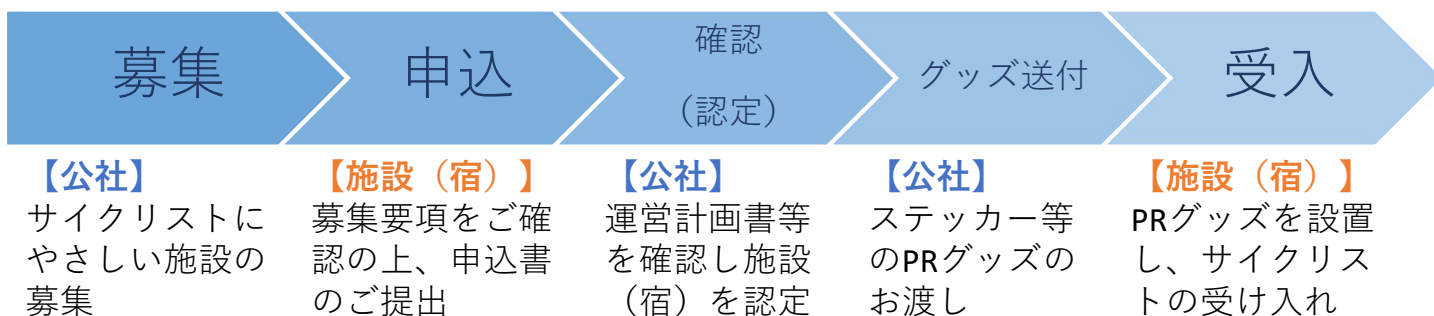 募集
申込
確認
（認定）
グッズ送付
受入
【公社】
サイクリストに
やさしい施設の
募集
【施設（宿）】
募集要項をご確
認の上、申込書
のご提出
【公社】
運営計画書等
を確認し施設
（宿）を認定
【公社】
ステッカー等
のPRグッズの
お渡し
【施設（宿）】
PRグッズを設置
し、サイクリス
トの受け入れ